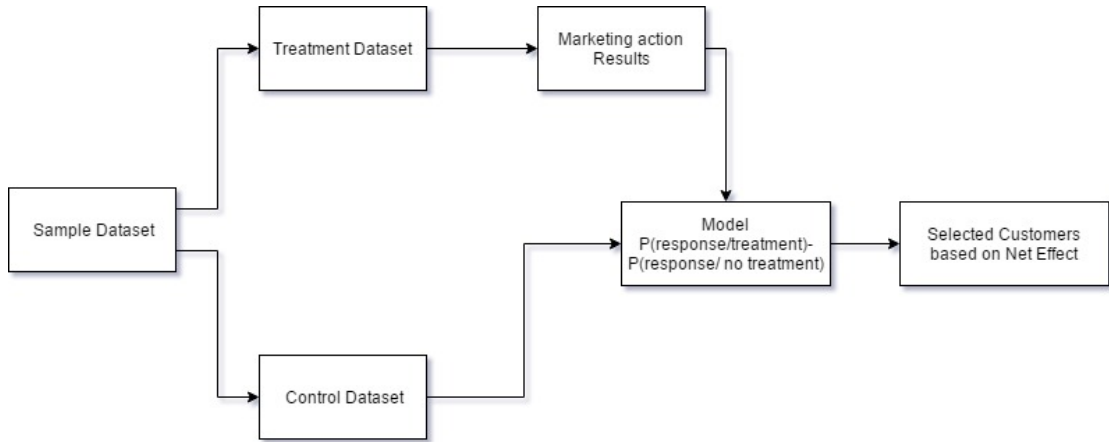 Treatment Dataset
Marketing action
Results
Sample Dataset
Model
P(response/treatment)-
P(response/ no treatment)
Selected Customers
based on Net Effect
Control Dataset